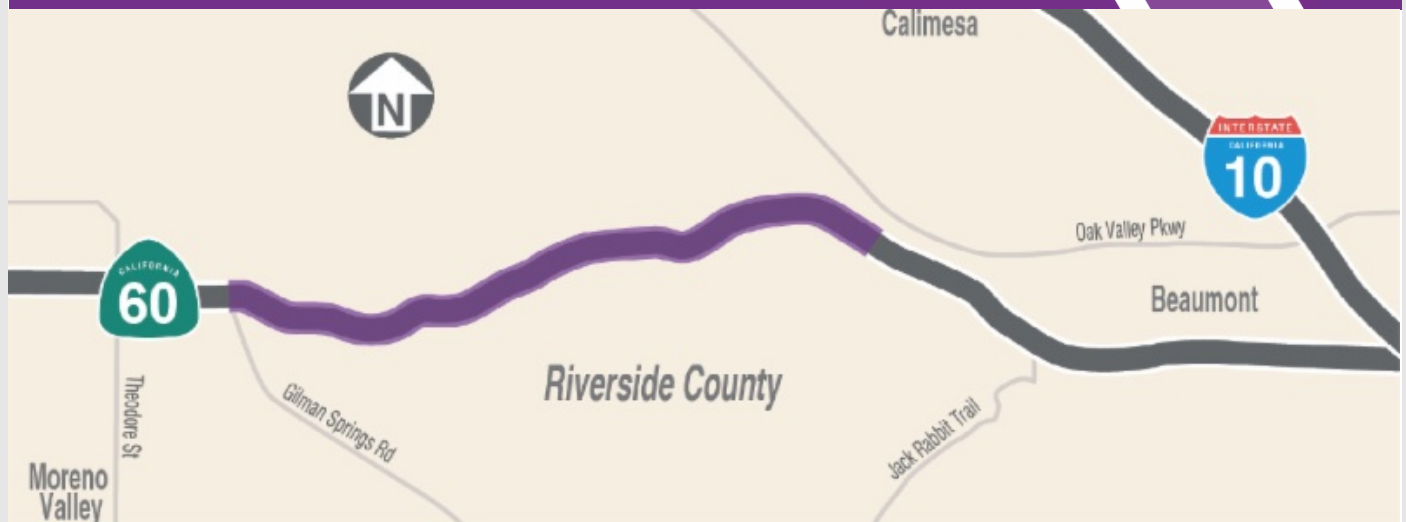 Calimesa
N
INTERSTATE
CALIFORNIA
10
Oak Valley Pkwy
CALIFORNIA
60
Beaumont
Theodore St
Gilman Springs Rd
Riverside County
Jack Rabbit Trail
Moreno
Valley